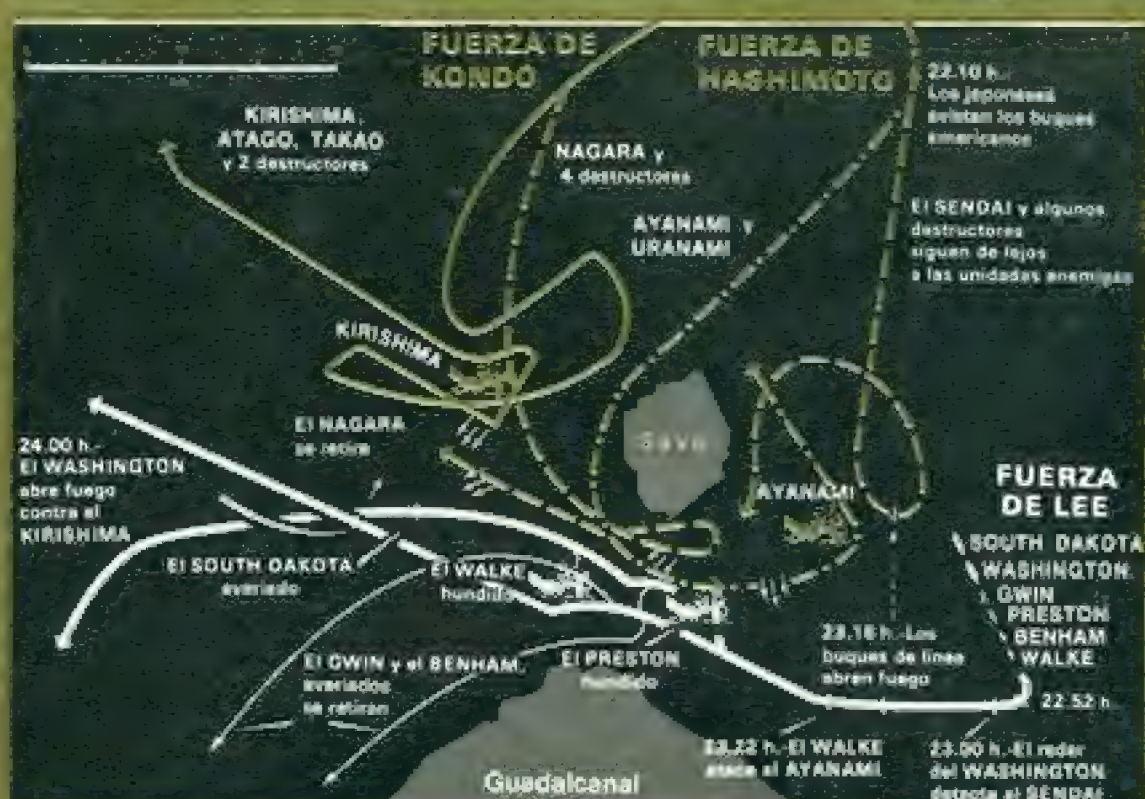 FUERZA DE
KONDO
FUERZA DE
HASHIMOTO
22.10 h.-
Los japoneses
avistan los buques
americanos
KIRISHIMA,
ATAGO, TAKAO
y 2 destructores
NAGARA y
4 destructores
AYANAMI y
URANAMI
El SENDAI y algunos
destructores
siguen de lejos
a las unidades enemigas
KIRISHIMA
El NAGARA
se retira
Savo
AYANAMI
24.00 h.-
El WASHINGTON
abre fuego
contra el
KIRISHIMA
FUERZA
DE LEE
SOUTH DAKOTA
WASHINGTON
GWIN
PRESTON
BENHAM
WALKE
22.52 h.
El SOUTH DAKOTA
averiado
El WALKE
hundido
El GWIN y el BENHAM,
averiados
se retiran
El PRESTON
hundido
23.16 h.-Los
buques de línea
abren fuego
23.22 h.-El WALKE
ataca al AYANAMI
23.00 h.-El radar
del WASHINGTON
detecta al SENDAI
Guadalcanal